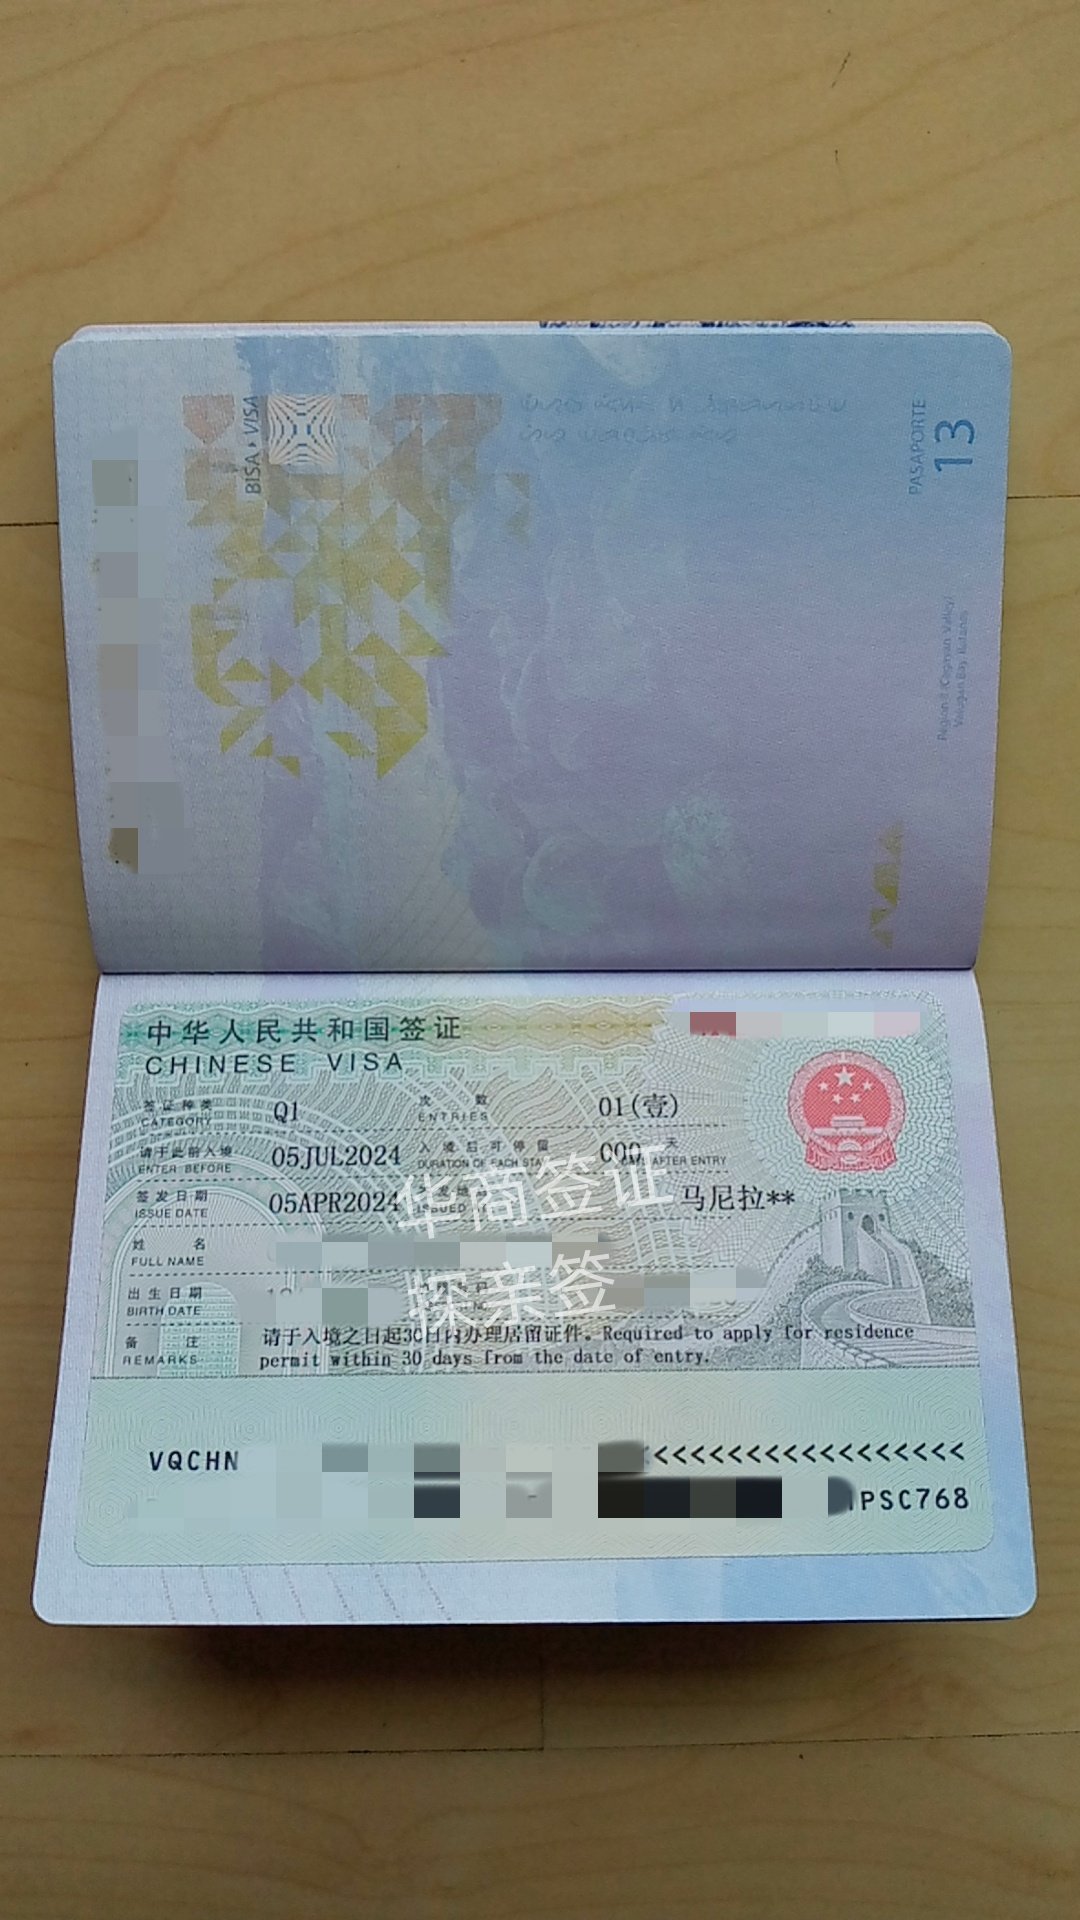 BISA • VISA
PASAPORTE
13
中华人民共和国签证
CHINESE VISA
签证种类
CATEGORY
Q1
次 数
ENTRIES
01(壹)
请于此前入境
ENTER BEFORE
05JUL2024
入境后可停留
DURATION OF EACH STAY
000
天
DAYS AFTER ENTRY
签发日期
ISSUE DATE
05APR2024
ISSUED
马尼拉**
华商签证
姓 名
FULL NAME
探亲签
出生日期
BIRTH DATE
备 注
REMARKS
请于入境之日起30日内办理居留证件。Required to apply for residence
permit within 30 days from the date of entry.
VQCHN
<<<<<<<<<<<<<<<<<
PSC768